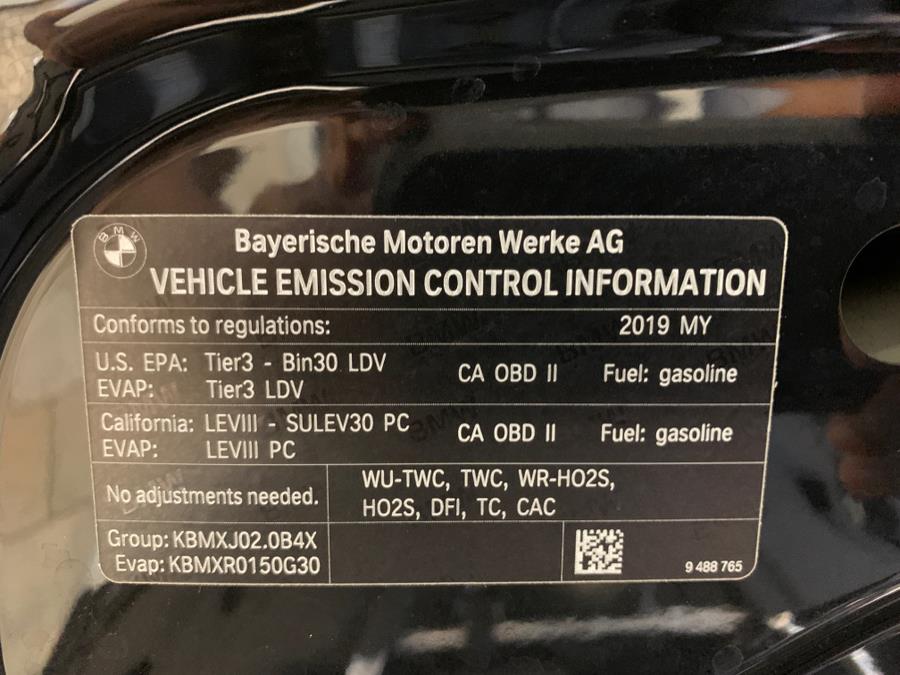 BMW
Bayerische Motoren Werke AG
VEHICLE EMISSION CONTROL INFORMATION
Conforms to regulations: 2019 MY
U.S. EPA: Tier3 - Bin30 LDV CA OBD II Fuel: gasoline
EVAP: Tier3 LDV
California: LEVIII - SULEV30 PC CA OBD II Fuel: gasoline
EVAP: LEVIII PC
No adjustments needed. WU-TWC, TWC, WR-HO2S,
HO2S, DFI, TC, CAC
Group: KBMXJ02.0B4X
Evap: KBMXR0150G30
9 488 765